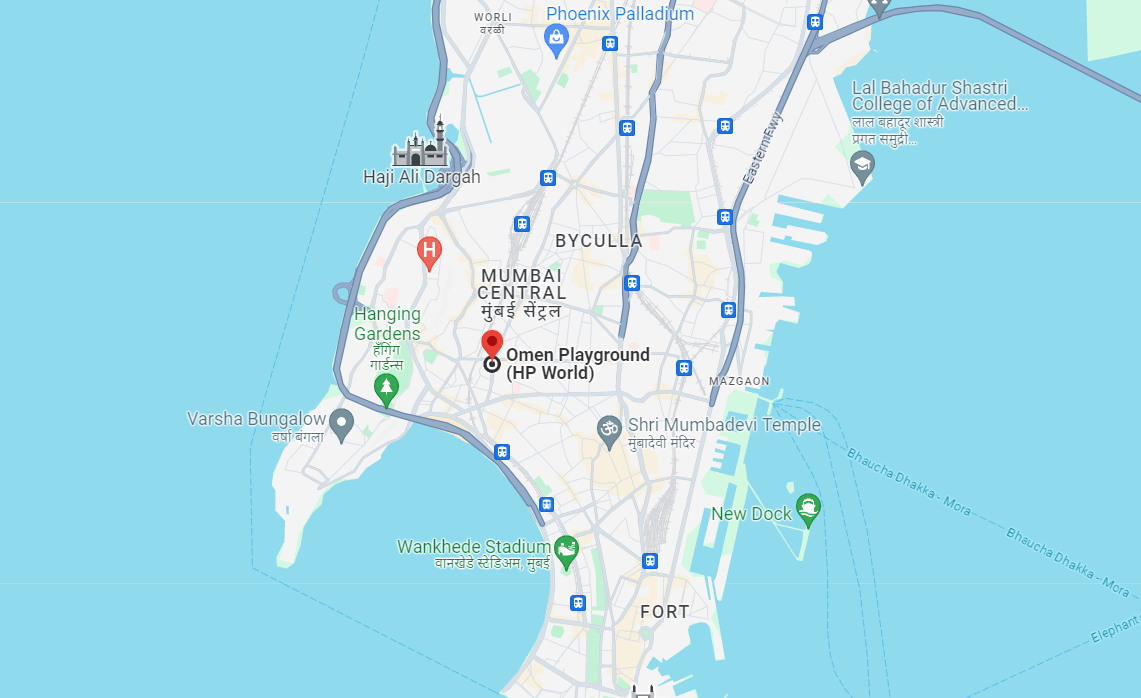 WORLI
वरळी
Phoenix Palladium
Lal Bahadur Shastri
College of Advanced...
लाल बहादूर शास्त्री
प्रगत समुद्री...
Eastern Fwy
Haji Ali Dargah
H
BYCULLA
MUMBAI
CENTRAL
मुंबई सेंट्रल
Hanging
Gardens
हँगिंग
गार्डन्स
Omen Playground
(HP World)
MAZGAON
Varsha Bungalow
वर्षा बंगला
Shri Mumbadevi Temple
मुंबादेवी मंदिर
Bhaucha Dhakka - Mora
New Dock
Wankhede Stadium
वानखेडे स्टेडिअम, मुंबई
Bhaucha Dhakka - Mora
FORT
Elephant